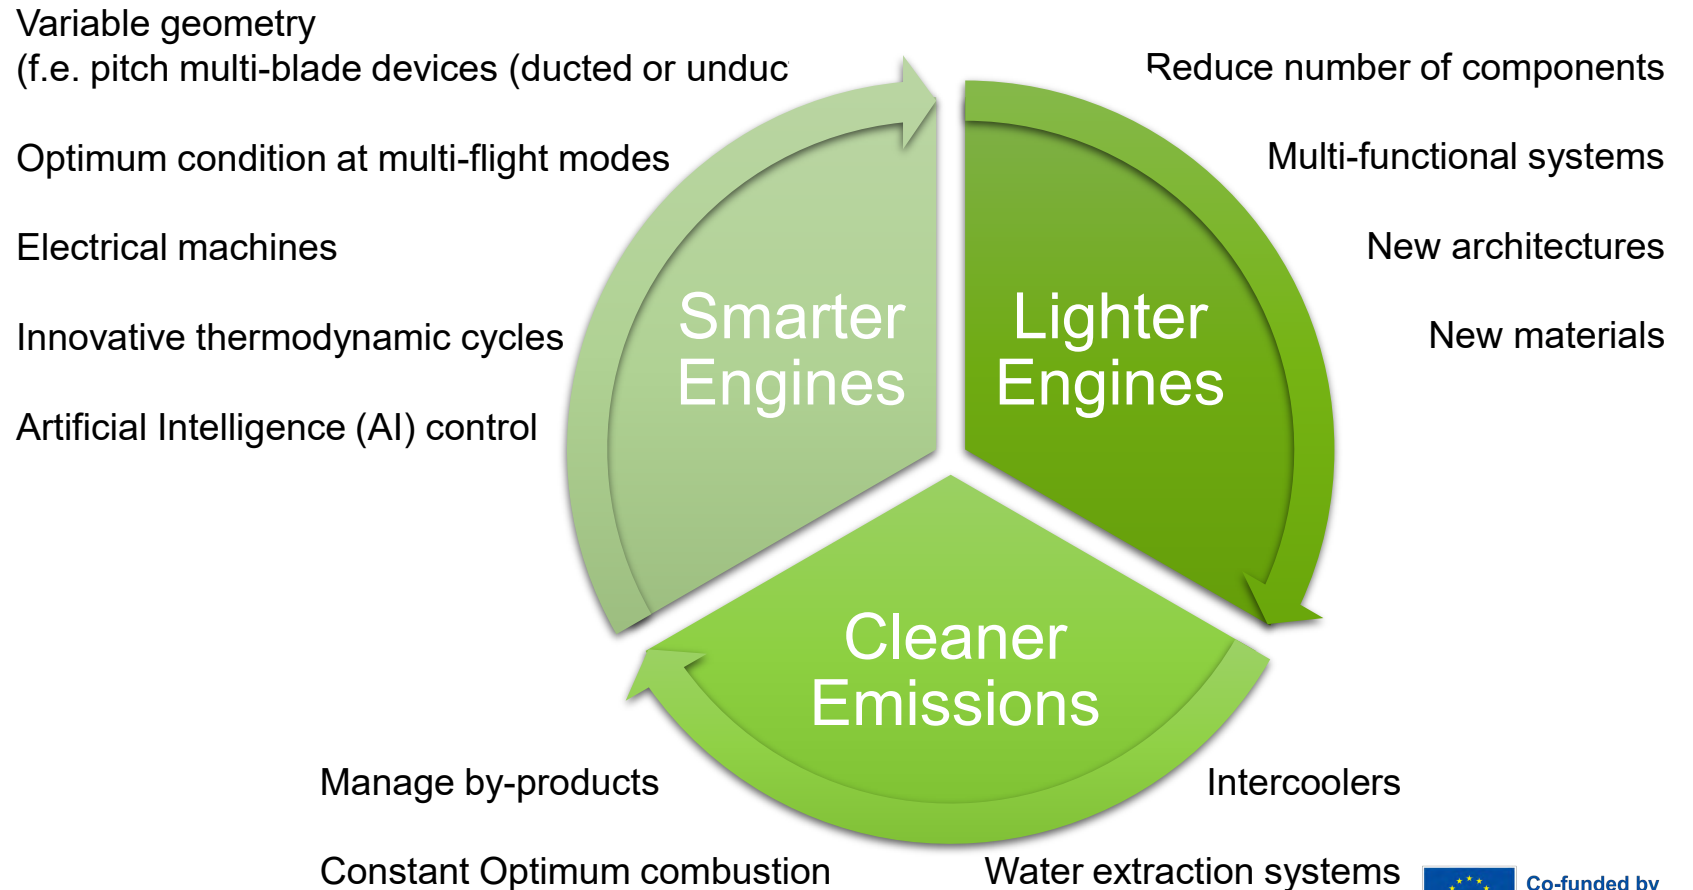 Variable geometry
(f.e. pitch multi-blade devices (ducted or unduc
Optimum condition at multi-flight modes
Electrical machines
Innovative thermodynamic cycles
Artificial Intelligence (AI) control
Reduce number of components
Multi-functional systems
New architectures
New materials
Smarter
Engines
Lighter
Engines
Cleaner
Emissions
Manage by-products
Constant Optimum combustion
Intercoolers
Water extraction systems
Co-funded by